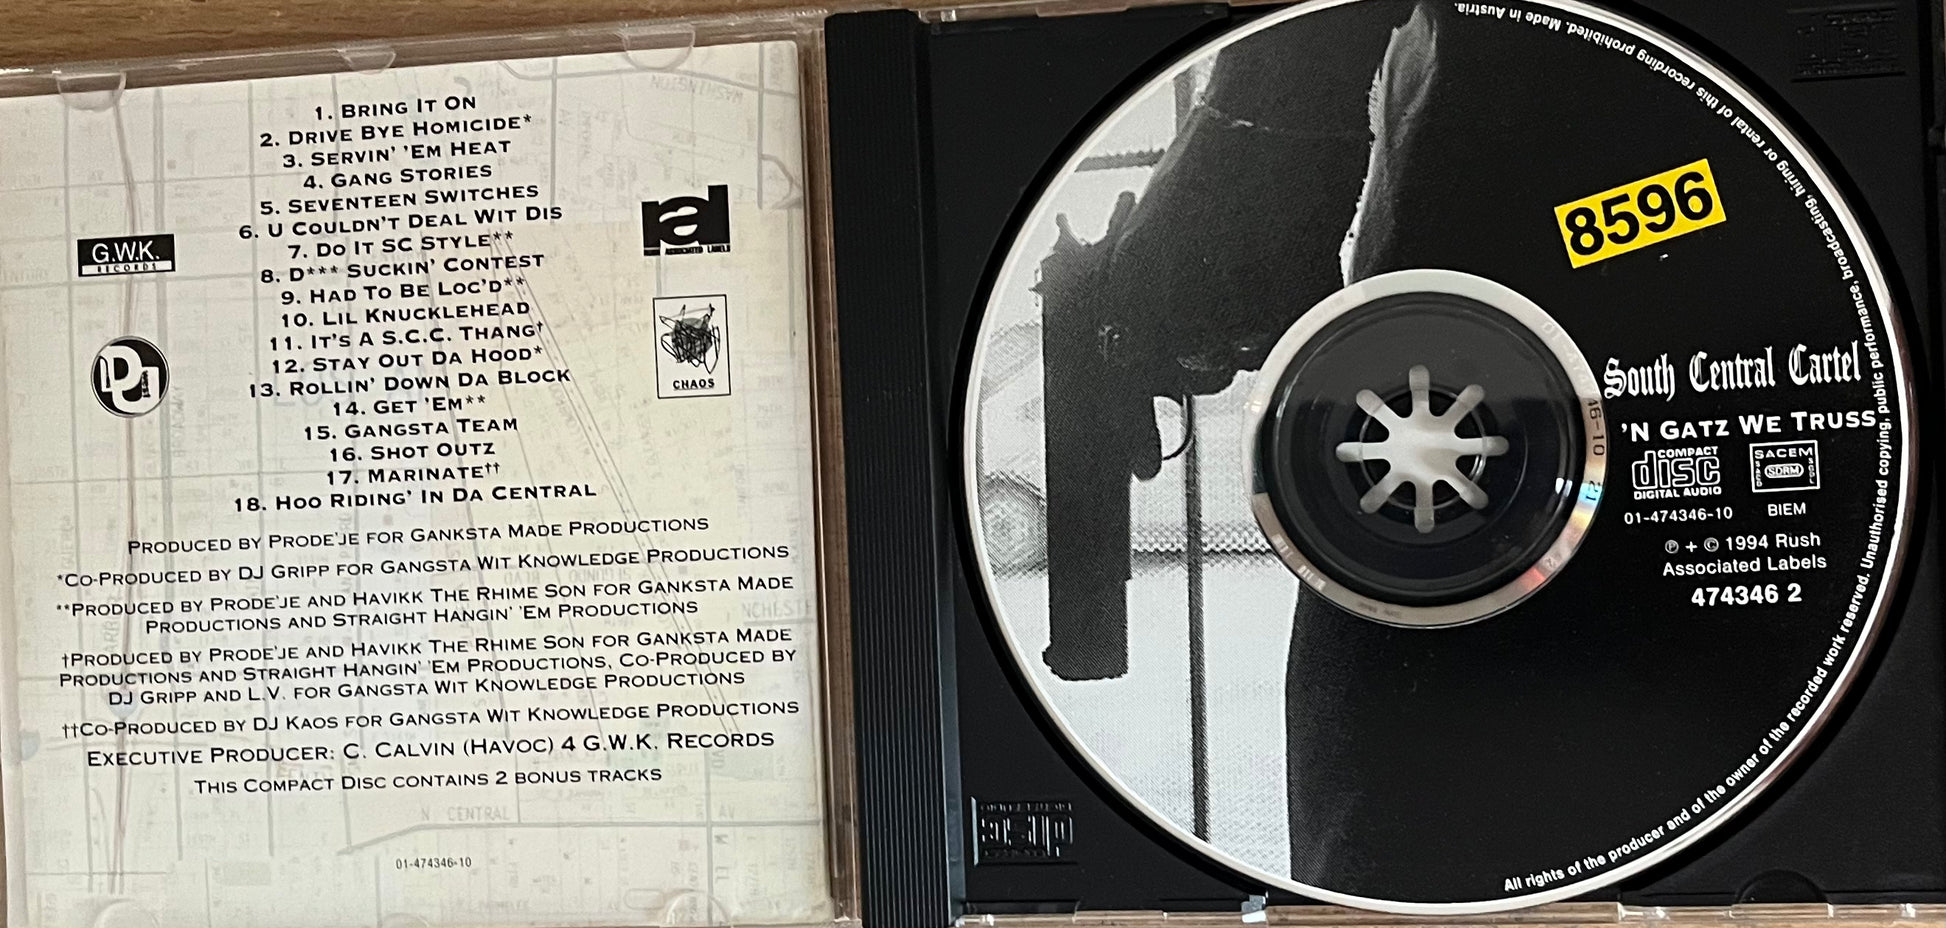 1. BRING IT ON
2. DRIVE BYE HOMICIDE*
3. SERVIN' 'EM HEAT
4. GANG STORIES
5. SEVENTEEN SWITCHES
6. U COULDN'T DEAL WIT DIS
7. DO IT SC STYLE**
8. D*** SUCKIN' CONTEST
9. HAD TO BE LOC'D**
10. LIL KNUCKLEHEAD
11. IT'S A S.C.C. THANG†
12. STAY OUT DA HOOD*
13. ROLLIN' DOWN DA BLOCK
14. GET 'EM**
15. GANGSTA TEAM
16. SHOT OUTZ
17. MARINATE††
18. HOO RIDING' IN DA CENTRAL
PRODUCED BY PRODE'JE FOR GANKSTA MADE PRODUCTIONS
*CO-PRODUCED BY DJ GRIPP FOR GANGSTA WIT KNOWLEDGE PRODUCTIONS
**PRODUCED BY PRODE'JE AND HAVIKK THE RHIME SON FOR GANKSTA MADE
PRODUCTIONS AND STRAIGHT HANGIN' 'EM PRODUCTIONS
†PRODUCED BY PRODE'JE AND HAVIKK THE RHIME SON FOR GANKSTA MADE
PRODUCTIONS AND STRAIGHT HANGIN' 'EM PRODUCTIONS, CO-PRODUCED BY
DJ GRIPP AND L.V. FOR GANGSTA WIT KNOWLEDGE PRODUCTIONS
††CO-PRODUCED BY DJ KAOS FOR GANGSTA WIT KNOWLEDGE PRODUCTIONS
EXECUTIVE PRODUCER: C. CALVIN (HAVOC) 4 G.W.K. RECORDS
THIS COMPACT DISC CONTAINS 2 BONUS TRACKS
N CENTRAL AV
01-474346-10
G.W.K.
RECORDS
ra
ASSOCIATED LABELS
CHAOS
WASHINGTON
8596
South Central Cartel
'N GATZ WE TRUSS
COMPACT
disc
DIGITAL AUDIO
SACEM
SDRM
SACD
SGDL
01-474346-10
BIEM
℗ + © 1994 Rush
Associated Labels
474346 2
All rights of the producer and of the owner of the recorded work reserved. Unauthorised copying, public performance, broadcasting, hiring or rental of this recording prohibited. Made in Austria.